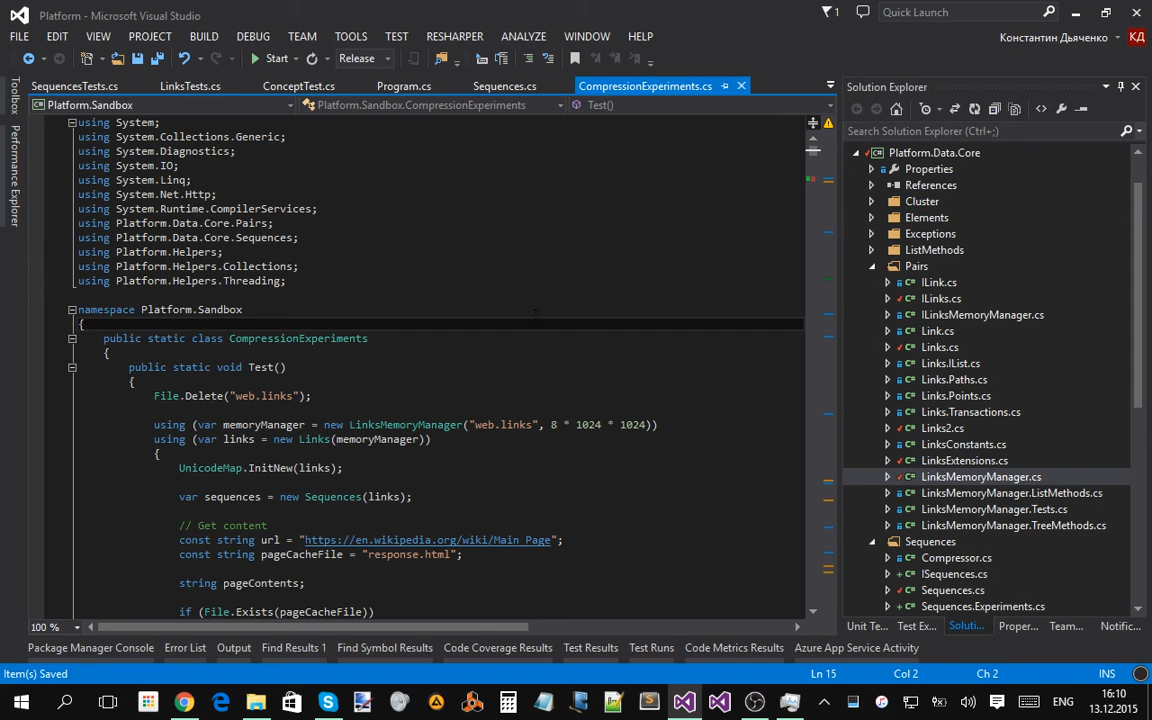 Platform - Microsoft Visual Studio
1
Quick Launch
FILE EDIT VIEW PROJECT BUILD DEBUG TEAM TOOLS TEST RESHARPER ANALYZE WINDOW HELP
Константин Дьяченко КД
Start Release
SequencesTests.cs LinksTests.cs ConceptTest.cs Program.cs Sequences.cs CompressionExperiments.cs
Toolbox
Performance Explorer
Platform.Sandbox Platform.Sandbox.CompressionExperiments Test()
using System;
using System.Collections.Generic;
using System.Diagnostics;
using System.IO;
using System.Linq;
using System.Net.Http;
using System.Runtime.CompilerServices;
using Platform.Data.Core.Pairs;
using Platform.Data.Core.Sequences;
using Platform.Helpers;
using Platform.Helpers.Collections;
using Platform.Helpers.Threading;
namespace Platform.Sandbox
{
public static class CompressionExperiments
{
public static void Test()
{
File.Delete("web.links");
using (var memoryManager = new LinksMemoryManager("web.links", 8 * 1024 * 1024))
using (var links = new Links(memoryManager))
{
UnicodeMap.InitNew(links);
var sequences = new Sequences(links);
// Get content
const string url = "https://en.wikipedia.org/wiki/Main_Page";
const string pageCacheFile = "response.html";
string pageContents;
if (File.Exists(pageCacheFile))
100 %
Solution Explorer
Search Solution Explorer (Ctrl+;)
Platform.Data.Core
Properties
References
Cluster
Elements
Exceptions
ListMethods
Pairs
ILink.cs
ILinks.cs
ILinksMemoryManager.cs
Link.cs
Links.cs
Links.IList.cs
Links.Paths.cs
Links.Points.cs
Links.Transactions.cs
Links2.cs
LinksConstants.cs
LinksExtensions.cs
LinksMemoryManager.cs
LinksMemoryManager.ListMethods.cs
LinksMemoryManager.Tests.cs
LinksMemoryManager.TreeMethods.cs
Sequences
Compressor.cs
ISequences.cs
Sequences.cs
Sequences.Experiments.cs
Unit Te... Test Ex... Soluti... Proper... Team... Notific...
Package Manager Console Error List Output Find Results 1 Find Symbol Results Code Coverage Results Test Results Test Runs Code Metrics Results Azure App Service Activity
Item(s) Saved Ln 15 Col 2 Ch 2 INS
ENG
16:10
13.12.2015